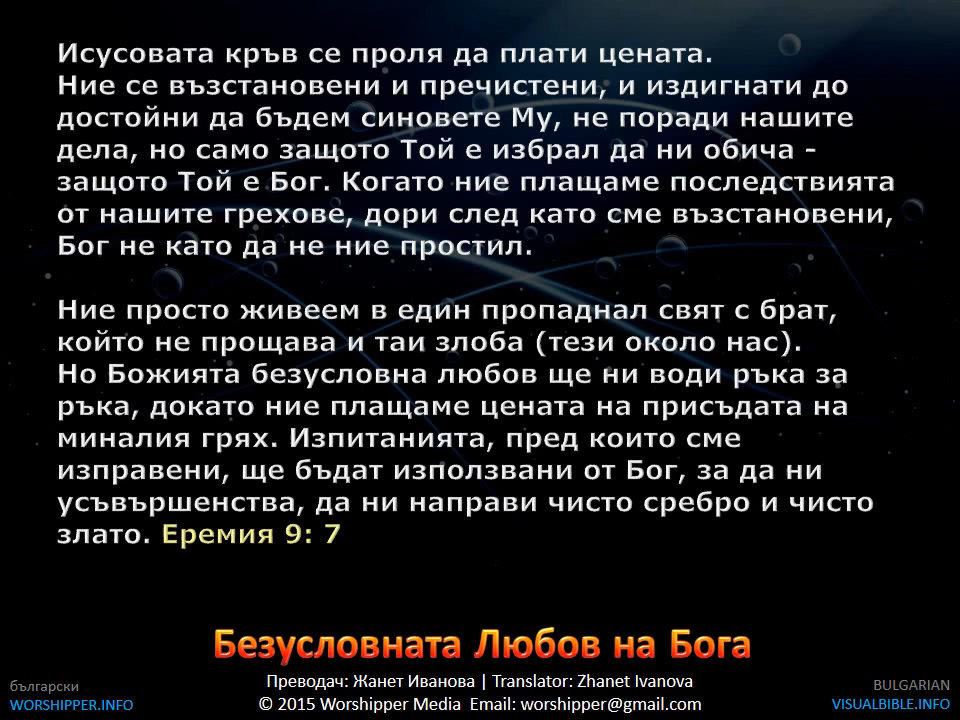 Исусовата кръв се проля да плати цената.
Ние се възстановени и пречистени, и издигнати до
достойни да бъдем синовете Му, не поради нашите
дела, но само защото Той е избрал да ни обича -
защото Той е Бог. Когато ние плащаме последствията
от нашите грехове, дори след като сме възстановени,
Бог не като да не ние простил.
Ние просто живеем в един пропаднал свят с брат,
който не прощава и таи злоба (тези около нас).
Но Божията безусловна любов ще ни води ръка за
ръка, докато ние плащаме цената на присъдата на
миналия грях. Изпитанията, пред които сме
изправени, ще бъдат използвани от Бог, за да ни
усъвършенства, да ни направи чисто сребро и чисто
злато. Еремия 9: 7
Безусловната Любов на Бога
Преводач: Жанет Иванова | Translator: Zhanet Ivanova
© 2015 Worshipper Media Email: worshipper@gmail.com
български
WORSHIPPER.INFO
BULGARIAN
VISUALBIBLE.INFO